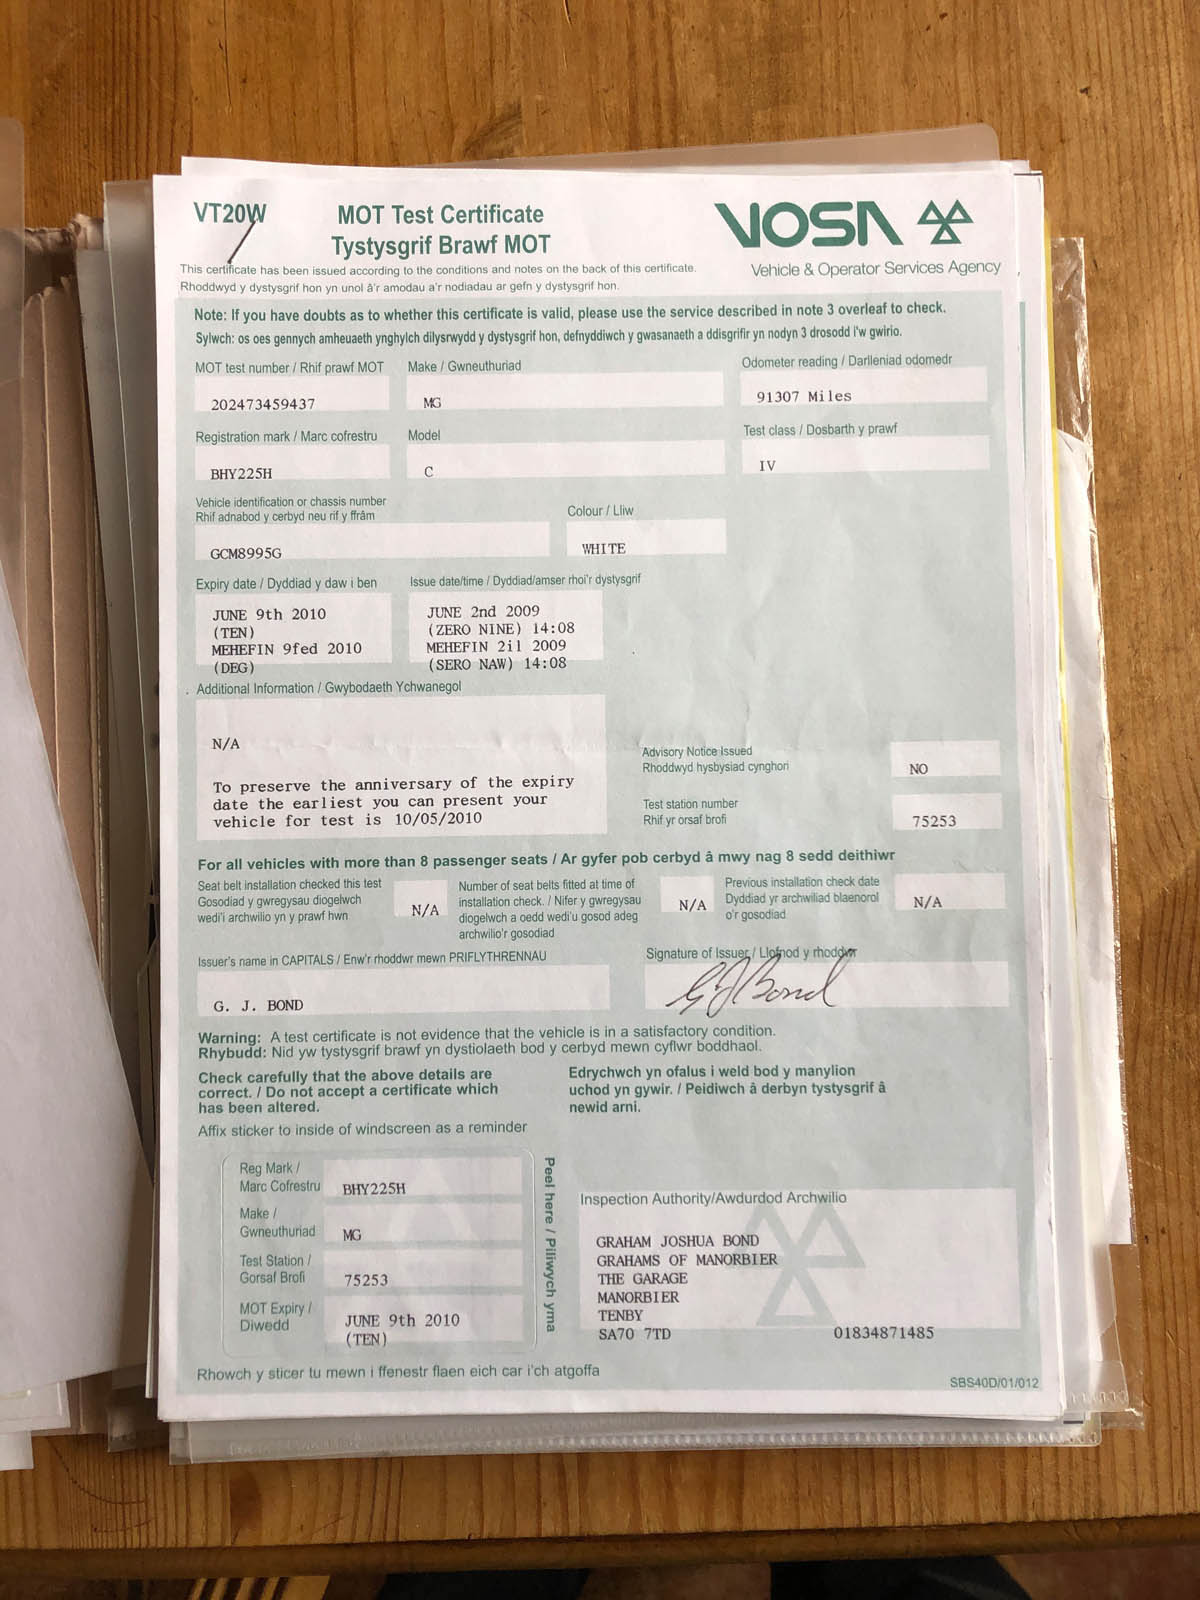 VT20W
MOT Test Certificate
Tystysgrif Brawf MOT
VOSA
Vehicle & Operator Services Agency
This certificate has been issued according to the conditions and notes on the back of this certificate.
Rhoddwyd y dystysgrif hon yn unol â'r amodau a'r nodiadau ar gefn y dystysgrif hon.
Note: If you have doubts as to whether this certificate is valid, please use the service described in note 3 overleaf to check.
Sylwch: os oes gennych amheuaeth ynghylch dilysrwydd y dystysgrif hon, defnyddiwch y gwasanaeth a ddisgrifir yn nodyn 3 drosodd i'w gwirio.
MOT test number / Rhif prawf MOT
202473459437
Make / Gwneuthuriad
MG
Odometer reading / Darlleniad odomedr
91307 Miles
Registration mark / Marc cofrestru
BHY225H
Model
C
Test class / Dosbarth y prawf
IV
Vehicle identification or chassis number
Rhif adnabod y cerbyd neu rif y ffrâm
GCM8995G
Colour / Lliw
WHITE
Expiry date / Dyddiad y daw i ben
JUNE 9th 2010
(TEN)
MEHEFIN 9fed 2010
(DEG)
Issue date/time / Dyddiad/amser rhoi'r dystysgrif
JUNE 2nd 2009
(ZERO NINE) 14:08
MEHEFIN 2il 2009
(SERO NAW) 14:08
Additional Information / Gwybodaeth Ychwanegol
N/A
To preserve the anniversary of the expiry
date the earliest you can present your
vehicle for test is 10/05/2010
Advisory Notice Issued
Rhoddwyd hysbysiad cynghori
NO
Test station number
Rhif yr orsaf brofi
75253
For all vehicles with more than 8 passenger seats / Ar gyfer pob cerbyd â mwy nag 8 sedd deithiwr
Seat belt installation checked this test
Gosodiad y gwregysau diogelwch
wedi'i archwilio yn y prawf hwn
N/A
Number of seat belts fitted at time of
installation check. / Nifer y gwregysau
diogelwch a oedd wedi'u gosod adeg
archwilio'r gosodiad
N/A
Previous installation check date
Dyddiad yr archwiliad blaenorol
o'r gosodiad
N/A
Issuer's name in CAPITALS / Enw'r rhoddwr mewn PRIFLYTHRENNAU
G. J. BOND
Signature of Issuer / Llofnod y rhoddwr
G J Bond
Warning: A test certificate is not evidence that the vehicle is in a satisfactory condition.
Rhybudd: Nid yw tystysgrif brawf yn dystiolaeth bod y cerbyd mewn cyflwr boddhaol.
Check carefully that the above details are
correct. / Do not accept a certificate which
has been altered.
Edrychwch yn ofalus i weld bod y manylion
uchod yn gywir. / Peidiwch â derbyn tystysgrif â
newid arni.
Affix sticker to inside of windscreen as a reminder
Reg Mark /
Marc Cofrestru
BHY225H
Make /
Gwneuthuriad
MG
Test Station /
Gorsaf Brofi
75253
MOT Expiry /
Diwedd
JUNE 9th 2010
(TEN)
Peel here / Piliwych yma
Inspection Authority/Awdurdod Archwilio
GRAHAM JOSHUA BOND
GRAHAMS OF MANORBIER
THE GARAGE
MANORBIER
TENBY
SA70 7TD
01834871485
Rhowch y sticer tu mewn i ffenestr flaen eich car i'ch atgoffa
SBS40D/01/012